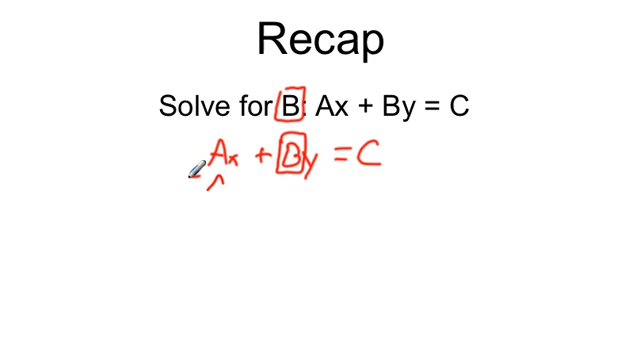 Recap
Solve for B: Ax + By = C
Ax + By = C